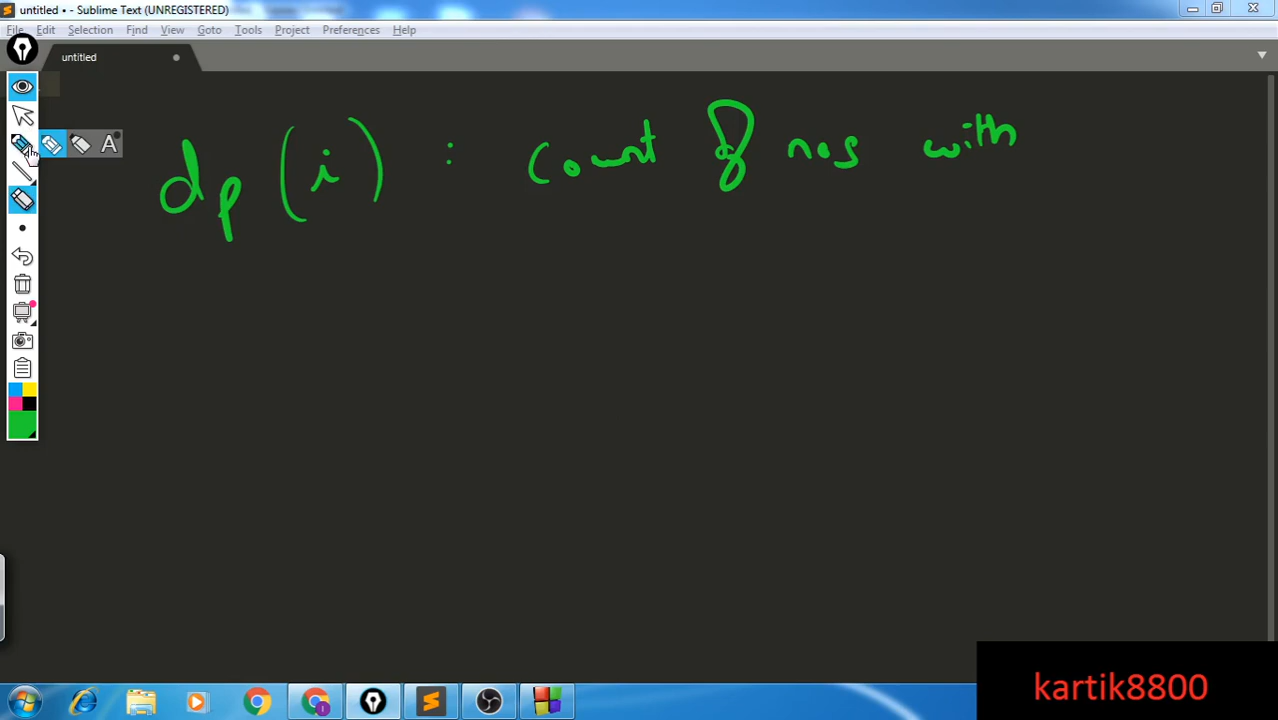 untitled • - Sublime Text (UNREGISTERED)
File Edit Selection Find View Goto Tools Project Preferences Help
untitled
A
dp (i) : count of nos with
kartik8800